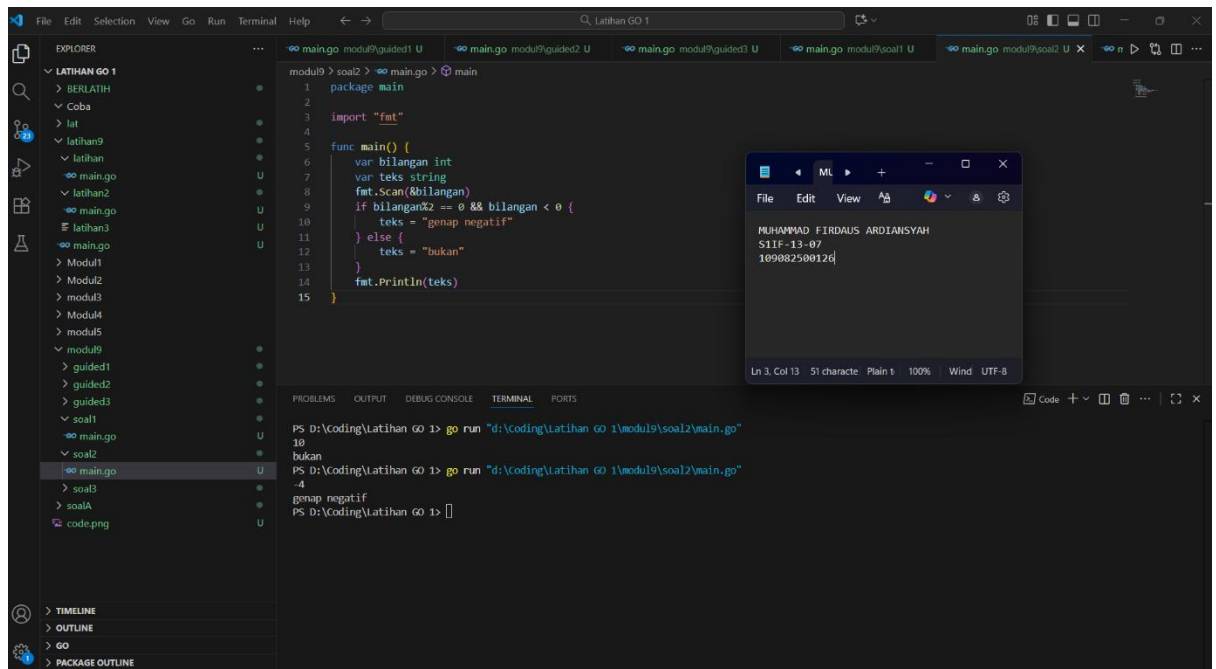 File Edit Selection View Go Run Terminal Help
Latihan GO 1
EXPLORER
LATIHAN GO 1
BERLATIH
Coba
lat
latihan9
latihan
main.go U
latihan2
main.go U
latihan3 U
main.go U
Modul1
Modul2
modul3
Modul4
modul5
modul9
guided1
guided2
guided3
soal1
main.go U
soal2
main.go U
soal3
soalA
code.png U
TIMELINE
OUTLINE
GO
PACKAGE OUTLINE
23
1
main.go modul9\guided1 U main.go modul9\guided2 U main.go modul9\guided3 U main.go modul9\soal1 U main.go modul9\soal2 U
modul9 > soal2 > main.go > main
1 package main
2
3 import "fmt"
4
5 func main() {
6 var bilangan int
7 var teks string
8 fmt.Scan(&bilangan)
9 if bilangan%2 == 0 && bilangan < 0 {
10 teks = "genap negatif"
11 } else {
12 teks = "bukan"
13 }
14 fmt.Println(teks)
15 }
MU
File Edit View
MUHAMMAD FIRDAUS ARDIANSYAH
S1IF-13-07
109082500126
Ln 3, Col 13 51 characte Plain t 100% Wind UTF-8
PROBLEMS OUTPUT DEBUG CONSOLE TERMINAL PORTS
Code
PS D:\Coding\Latihan GO 1> go run "d:\Coding\Latihan GO 1\modul9\soal2\main.go"
10
bukan
PS D:\Coding\Latihan GO 1> go run "d:\Coding\Latihan GO 1\modul9\soal2\main.go"
-4
genap negatif
PS D:\Coding\Latihan GO 1>